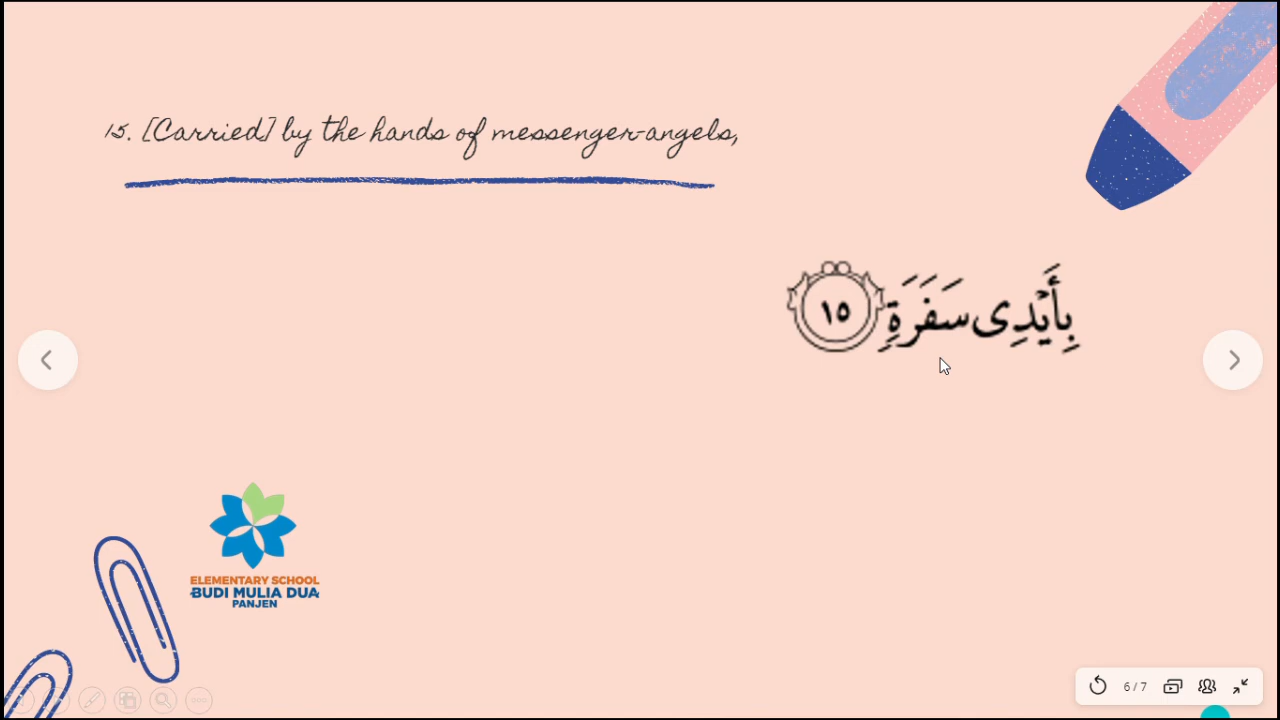 15. [Carried] by the hands of messenger-angels,
بِأَيْدِى سَفَرَةٍ ١٥
ELEMENTARY SCHOOL
BUDI MULIA DUA
PANJEN
6 / 7